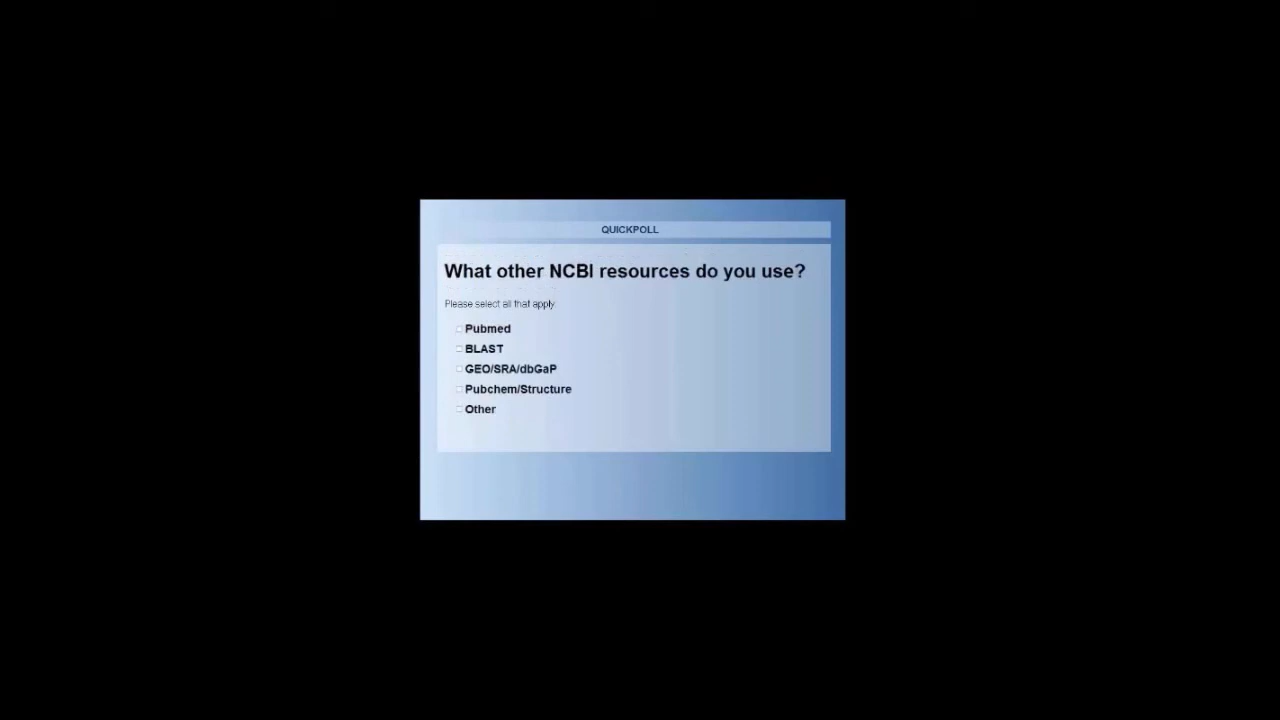 QUICKPOLL
What other NCBI resources do you use?
Please select all that apply
Pubmed
BLAST
GEO/SRA/dbGaP
Pubchem/Structure
Other